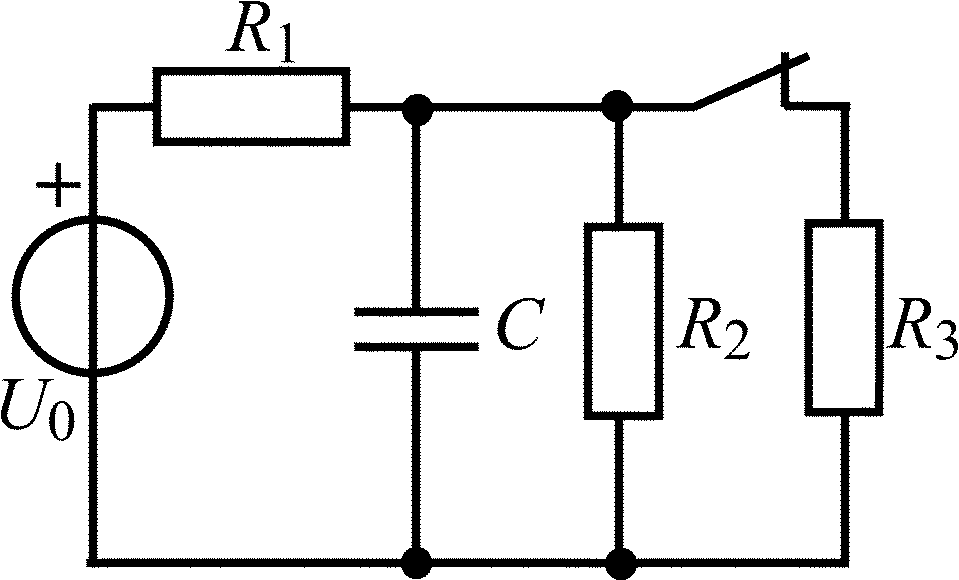 R₁
+
C
R₂
R₃
U₀